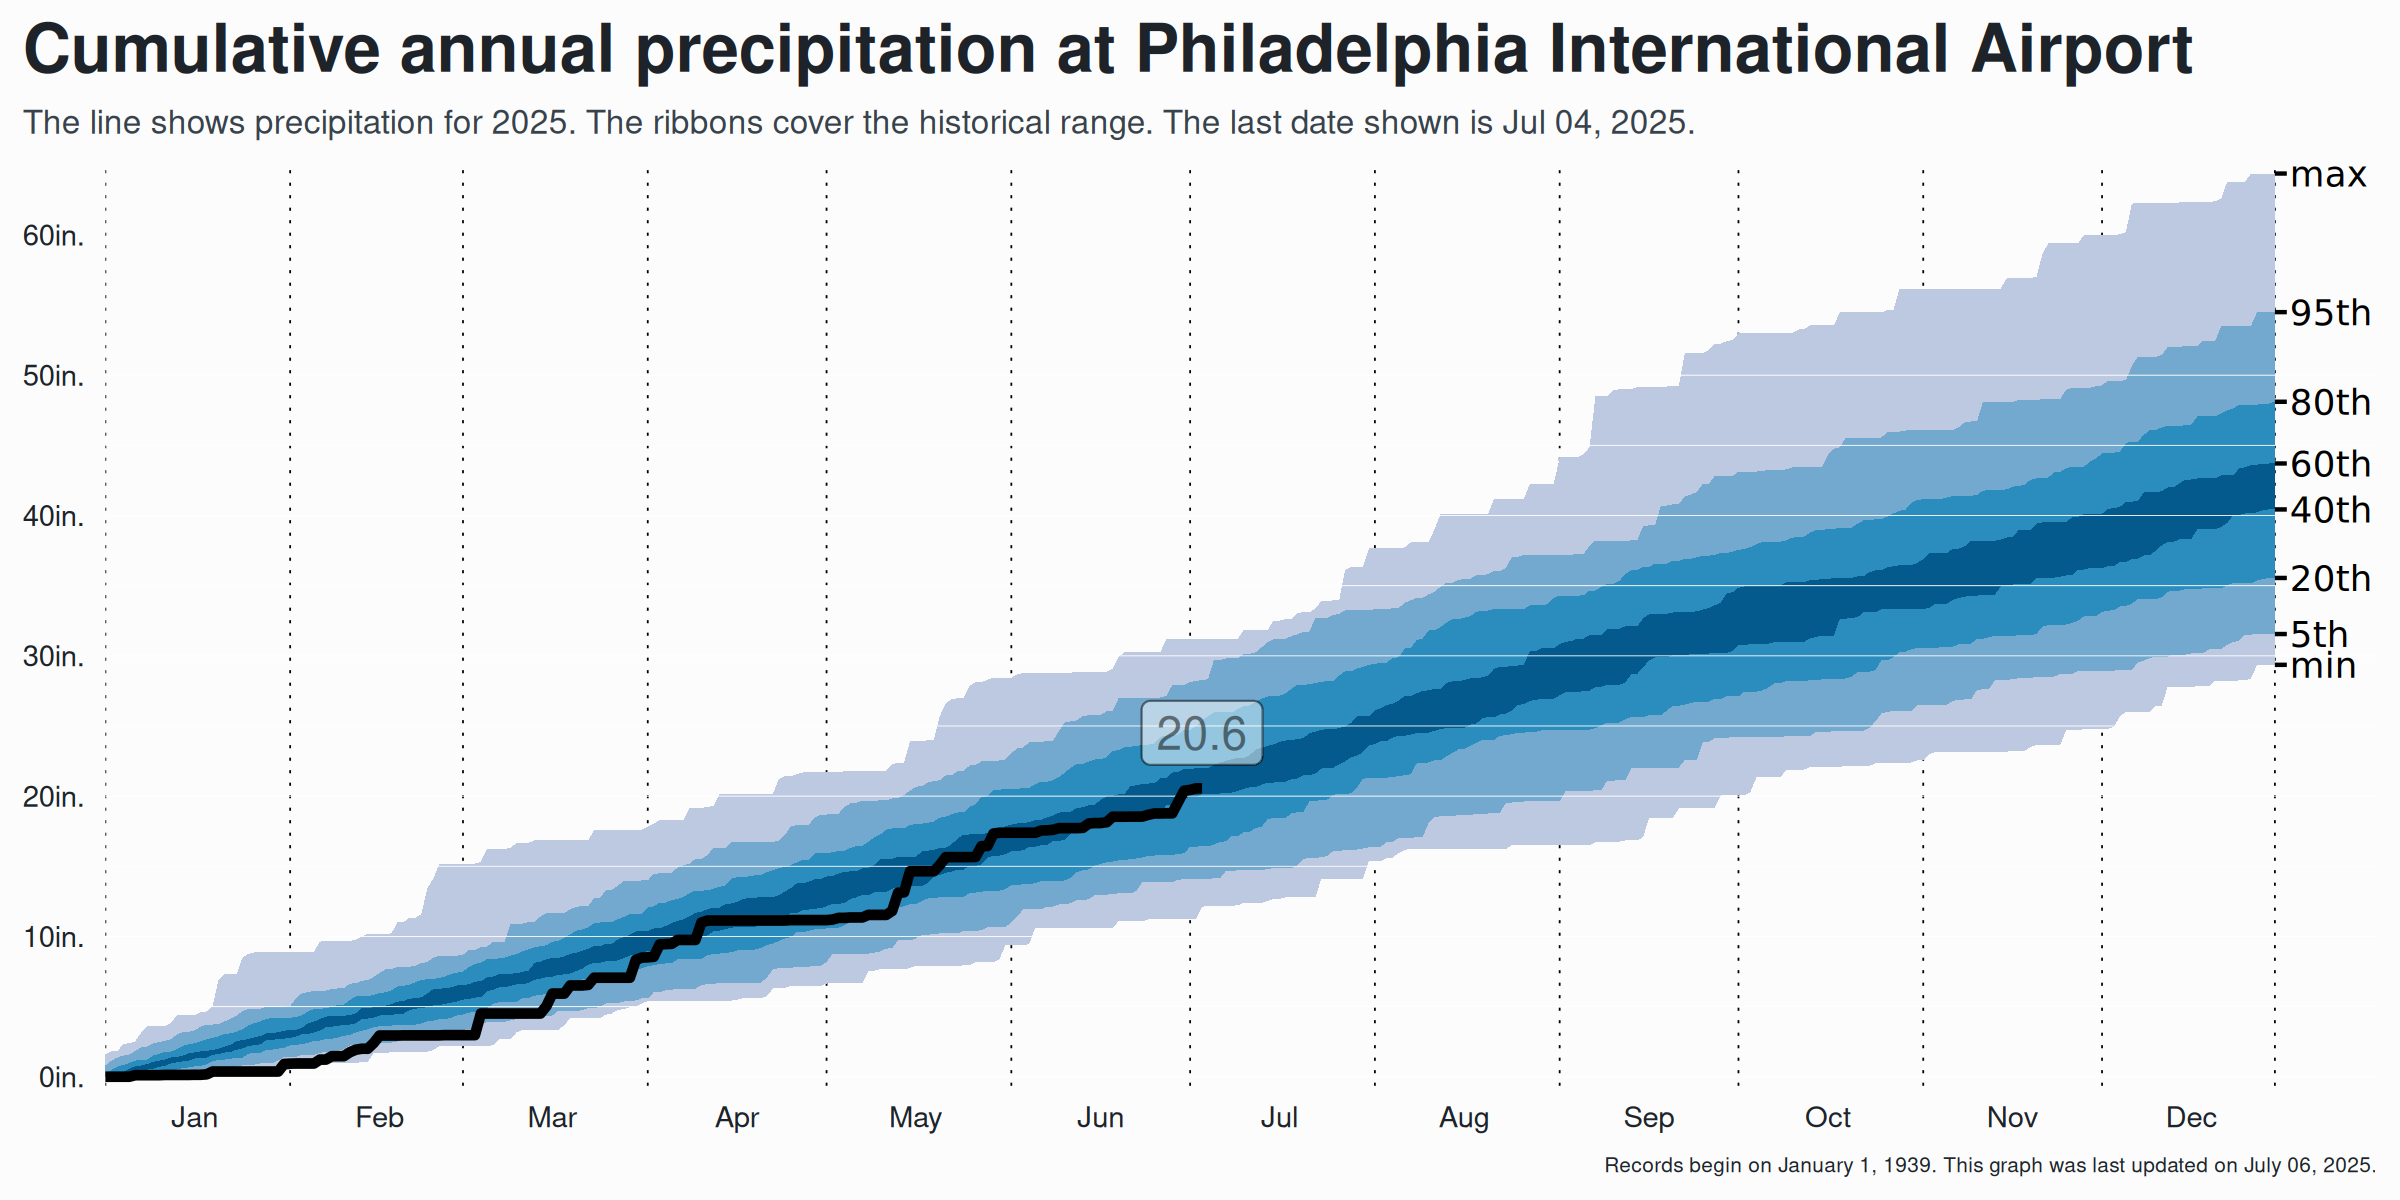 Cumulative annual precipitation at Philadelphia International Airport
The line shows precipitation for 2025. The ribbons cover the historical range. The last date shown is Jul 04, 2025.
max
60in.
95th
50in.
80th
60th
40in.
40th
20th
5th
30in.
min
20.6
20in.
10in.
0in.
Jan Feb Mar Apr May Jun Jul Aug Sep Oct Nov Dec
Records begin on January 1, 1939. This graph was last updated on July 06, 2025.